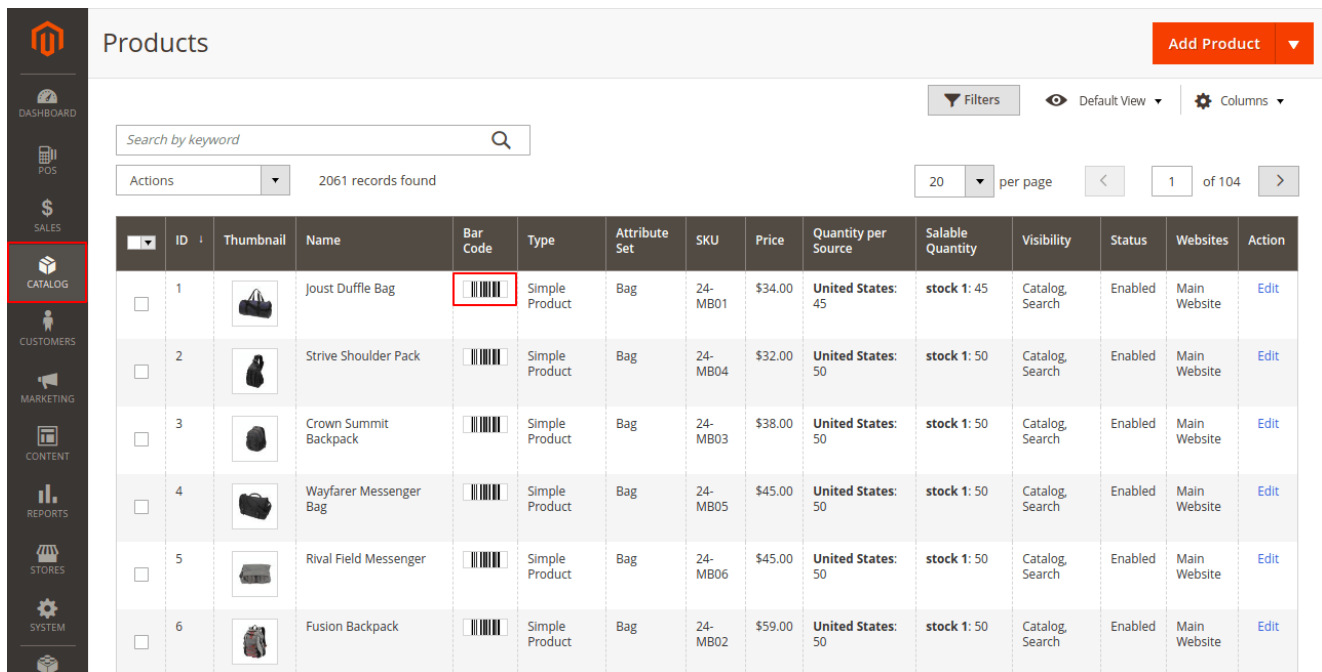 Products
Add Product
DASHBOARD
POS
SALES
CATALOG
CUSTOMERS
MARKETING
CONTENT
REPORTS
STORES
SYSTEM
Filters Default View Columns
Search by keyword
Actions 2061 records found 20 per page 1 of 104
ID Thumbnail Name Bar Code Type Attribute Set SKU Price Quantity per Source Salable Quantity Visibility Status Websites Action
1 Joust Duffle Bag Simple Product Bag 24-MB01 $34.00 United States: 45 stock 1: 45 Catalog, Search Enabled Main Website Edit
2 Strive Shoulder Pack Simple Product Bag 24-MB04 $32.00 United States: 50 stock 1: 50 Catalog, Search Enabled Main Website Edit
3 Crown Summit Backpack Simple Product Bag 24-MB03 $38.00 United States: 50 stock 1: 50 Catalog, Search Enabled Main Website Edit
4 Wayfarer Messenger Bag Simple Product Bag 24-MB05 $45.00 United States: 50 stock 1: 50 Catalog, Search Enabled Main Website Edit
5 Rival Field Messenger Simple Product Bag 24-MB06 $45.00 United States: 50 stock 1: 50 Catalog, Search Enabled Main Website Edit
6 Fusion Backpack Simple Product Bag 24-MB02 $59.00 United States: 50 stock 1: 50 Catalog, Search Enabled Main Website Edit